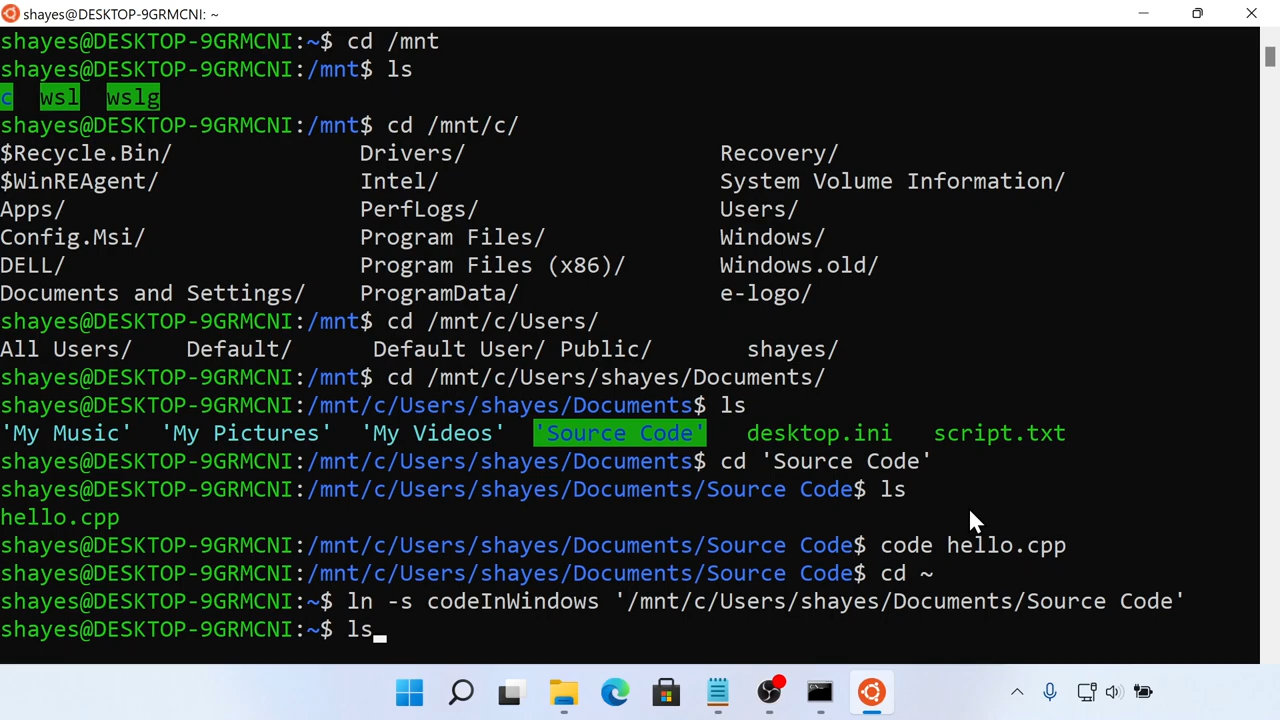 shayes@DESKTOP-9GRMCNI: ~
shayes@DESKTOP-9GRMCNI:~$ cd /mnt
shayes@DESKTOP-9GRMCNI:/mnt$ ls
c  wsl  wslg
shayes@DESKTOP-9GRMCNI:/mnt$ cd /mnt/c/
$Recycle.Bin/              Drivers/                   Recovery/
$WinREAgent/               Intel/                     System Volume Information/
Apps/                      PerfLogs/                  Users/
Config.Msi/                Program Files/             Windows/
DELL/                      Program Files (x86)/       Windows.old/
Documents and Settings/    ProgramData/               e-logo/
shayes@DESKTOP-9GRMCNI:/mnt$ cd /mnt/c/Users/
All Users/    Default/      Default User/ Public/       shayes/
shayes@DESKTOP-9GRMCNI:/mnt$ cd /mnt/c/Users/shayes/Documents/
shayes@DESKTOP-9GRMCNI:/mnt/c/Users/shayes/Documents$ ls
'My Music'  'My Pictures'  'My Videos'  'Source Code'   desktop.ini   script.txt
shayes@DESKTOP-9GRMCNI:/mnt/c/Users/shayes/Documents$ cd 'Source Code'
shayes@DESKTOP-9GRMCNI:/mnt/c/Users/shayes/Documents/Source Code$ ls
hello.cpp
shayes@DESKTOP-9GRMCNI:/mnt/c/Users/shayes/Documents/Source Code$ code hello.cpp
shayes@DESKTOP-9GRMCNI:/mnt/c/Users/shayes/Documents/Source Code$ cd ~
shayes@DESKTOP-9GRMCNI:~$ ln -s codeInWindows '/mnt/c/Users/shayes/Documents/Source Code'
shayes@DESKTOP-9GRMCNI:~$ ls